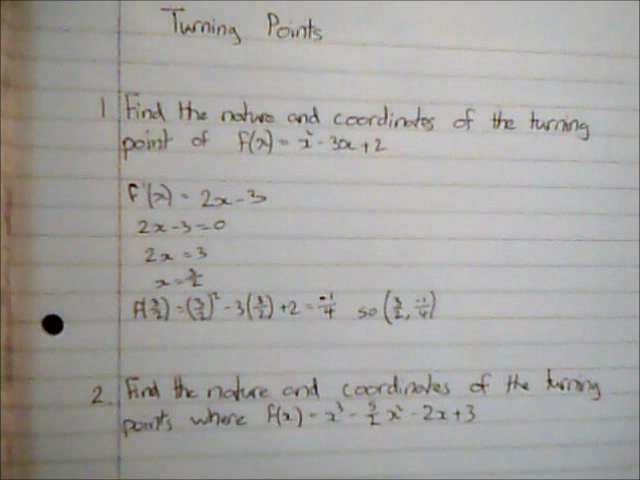 Turning Points
1 Find the nature and coordinates of the turning
point of f(x) = x² - 3x + 2
f'(x) = 2x - 3
2x - 3 = 0
2x = 3
x = 3/2
f(3/2) = (3/2)² - 3(3/2) + 2 = -1/4 so (3/2, -1/4)
2. Find the nature and coordinates of the turning
points where f(x) = x³ - 5/2 x² - 2x + 3